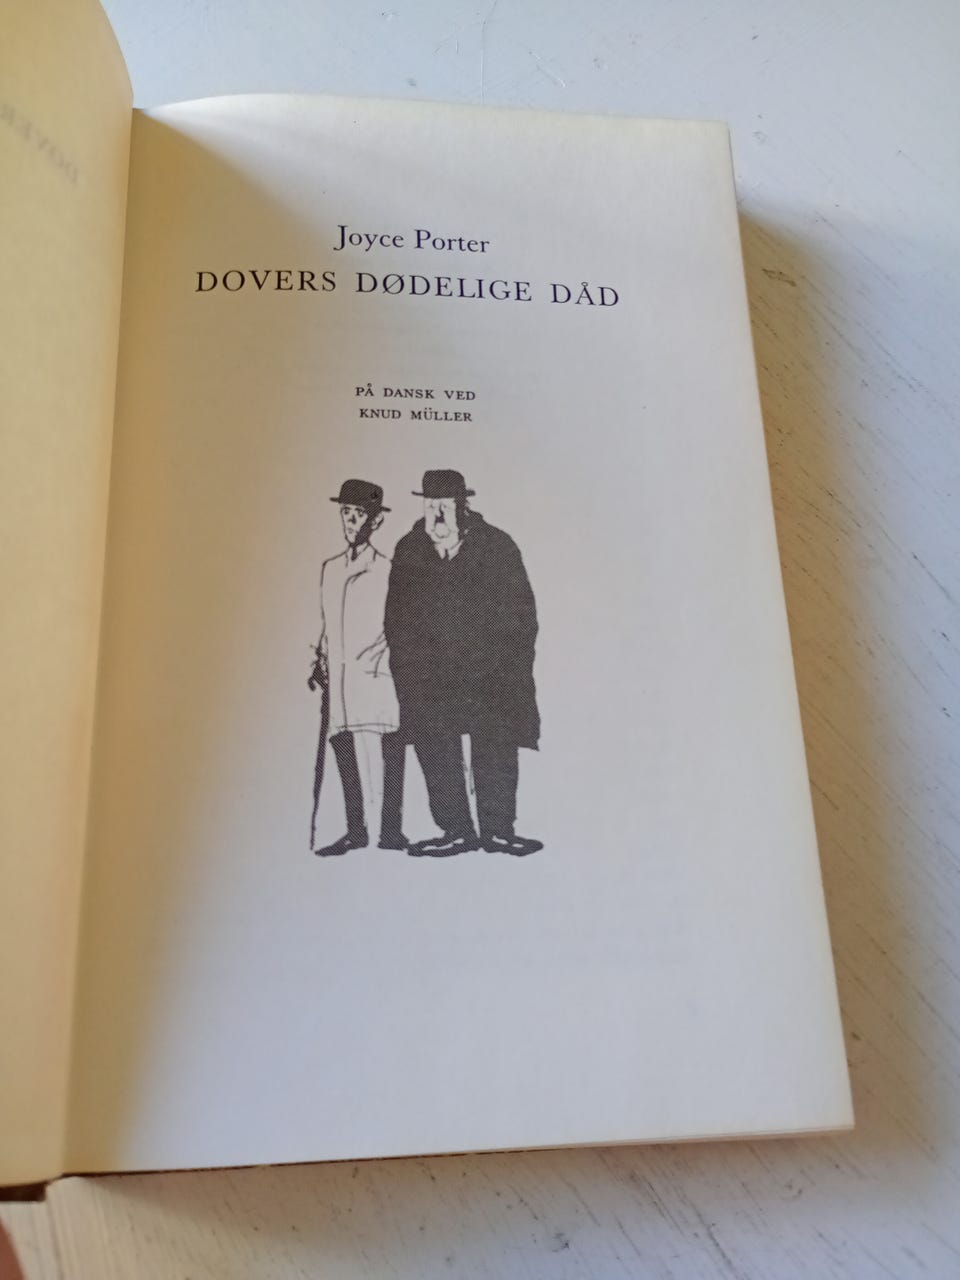 Joyce Porter
DOVERS DØDELIGE DÅD
PÅ DANSK VED
KNUD MÜLLER